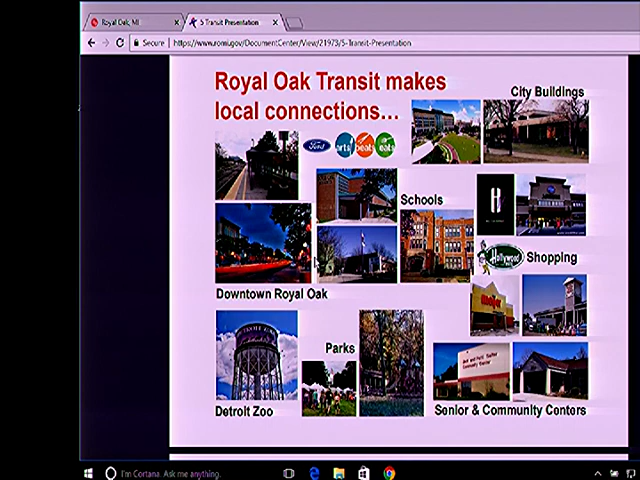 Royal Oak, MI
5 Transit Presentation
Secure
https://www.romi.gov/DocumentCenter/View/21973/5-Transit-Presentation
Royal Oak Transit makes
local connections…
City Buildings
Ford
arts
beats
eats
Schools
Hollywood
Shopping
Downtown Royal Oak
meijer
DETROIT ZOO
Parks
Detroit Zoo
Senior & Community Centers
I'm Cortana. Ask me anything.